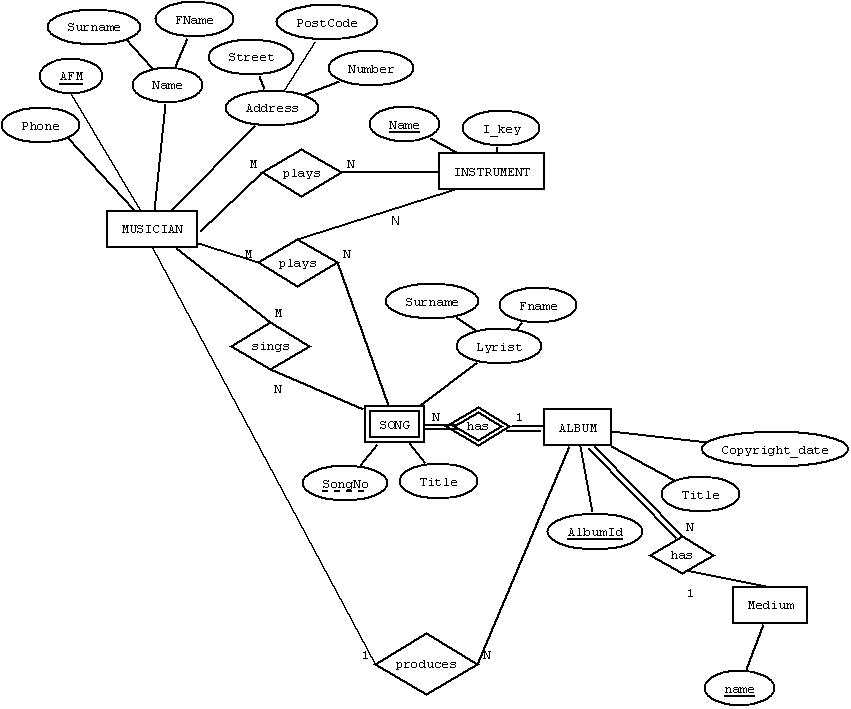 FName
PostCode
Surname
Street
Number
AFM
Name
Address
Phone
Name
I_key
M
N
plays
INSTRUMENT
N
MUSICIAN
M
N
plays
Surname
Fname
M
sings
Lyrist
N
N
1
SONG
has
ALBUM
Copyright_date
SongNo
Title
Title
AlbumId
N
has
1
Medium
1
N
produces
name